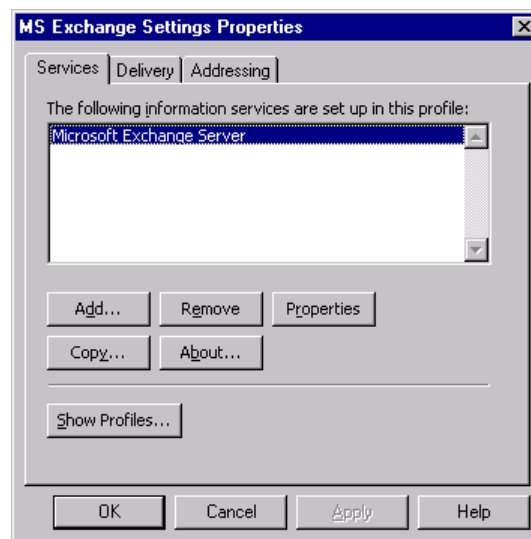 MS Exchange Settings Properties
Services Delivery Addressing
The following information services are set up in this profile:
Microsoft Exchange Server
Add... Remove Properties
Copy... About...
Show Profiles...
OK Cancel Apply Help